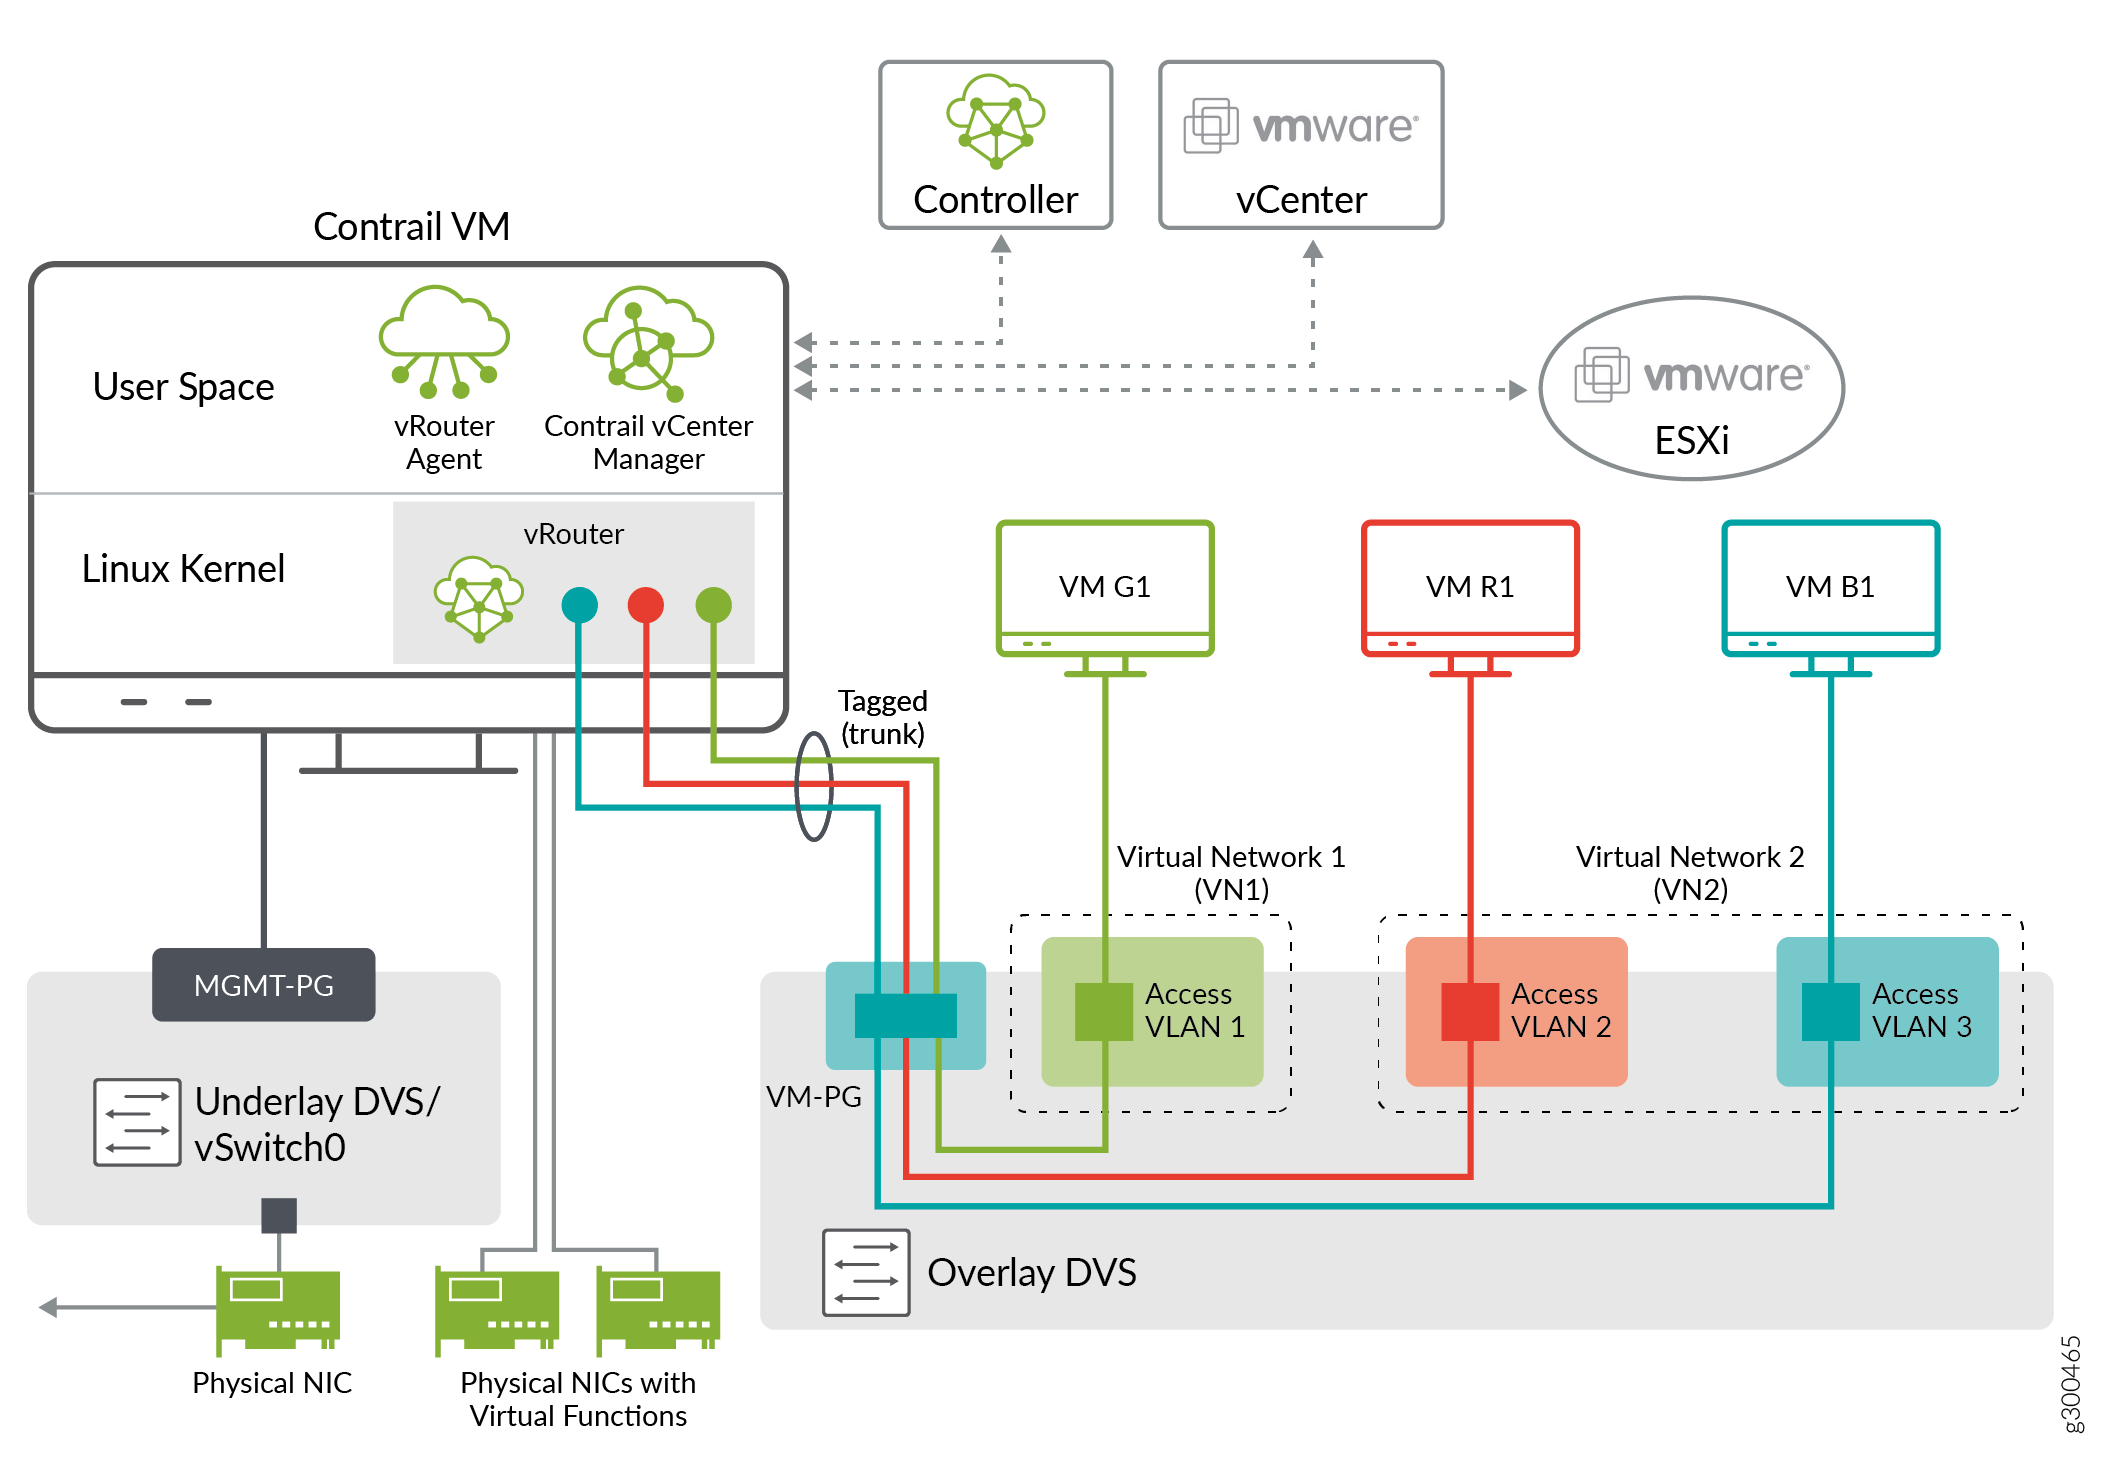 vmware®
Controller
vCenter
Contrail VM
vmware®
ESXi
User Space
vRouter
Agent
Contrail vCenter
Manager
Linux Kernel
vRouter
VM G1
VM R1
VM B1
Tagged
(trunk)
Virtual Network 1
(VN1)
Virtual Network 2
(VN2)
MGMT-PG
Access
VLAN 1
Access
VLAN 2
Access
VLAN 3
VM-PG
Underlay DVS/
vSwitch0
Overlay DVS
Physical NIC
Physical NICs with
Virtual Functions
g300465